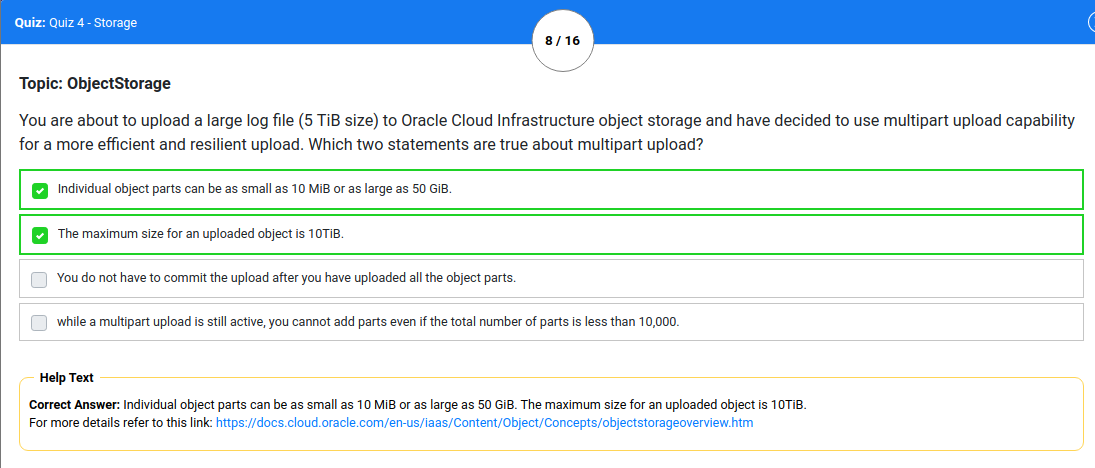 Quiz: Quiz 4 - Storage
8 / 16
Topic: ObjectStorage
You are about to upload a large log file (5 TiB size) to Oracle Cloud Infrastructure object storage and have decided to use multipart upload capability
for a more efficient and resilient upload. Which two statements are true about multipart upload?
Individual object parts can be as small as 10 MiB or as large as 50 GiB.
The maximum size for an uploaded object is 10TiB.
You do not have to commit the upload after you have uploaded all the object parts.
while a multipart upload is still active, you cannot add parts even if the total number of parts is less than 10,000.
Help Text
Correct Answer: Individual object parts can be as small as 10 MiB or as large as 50 GiB. The maximum size for an uploaded object is 10TiB.
For more details refer to this link: https://docs.cloud.oracle.com/en-us/iaas/Content/Object/Concepts/objectstorageoverview.htm